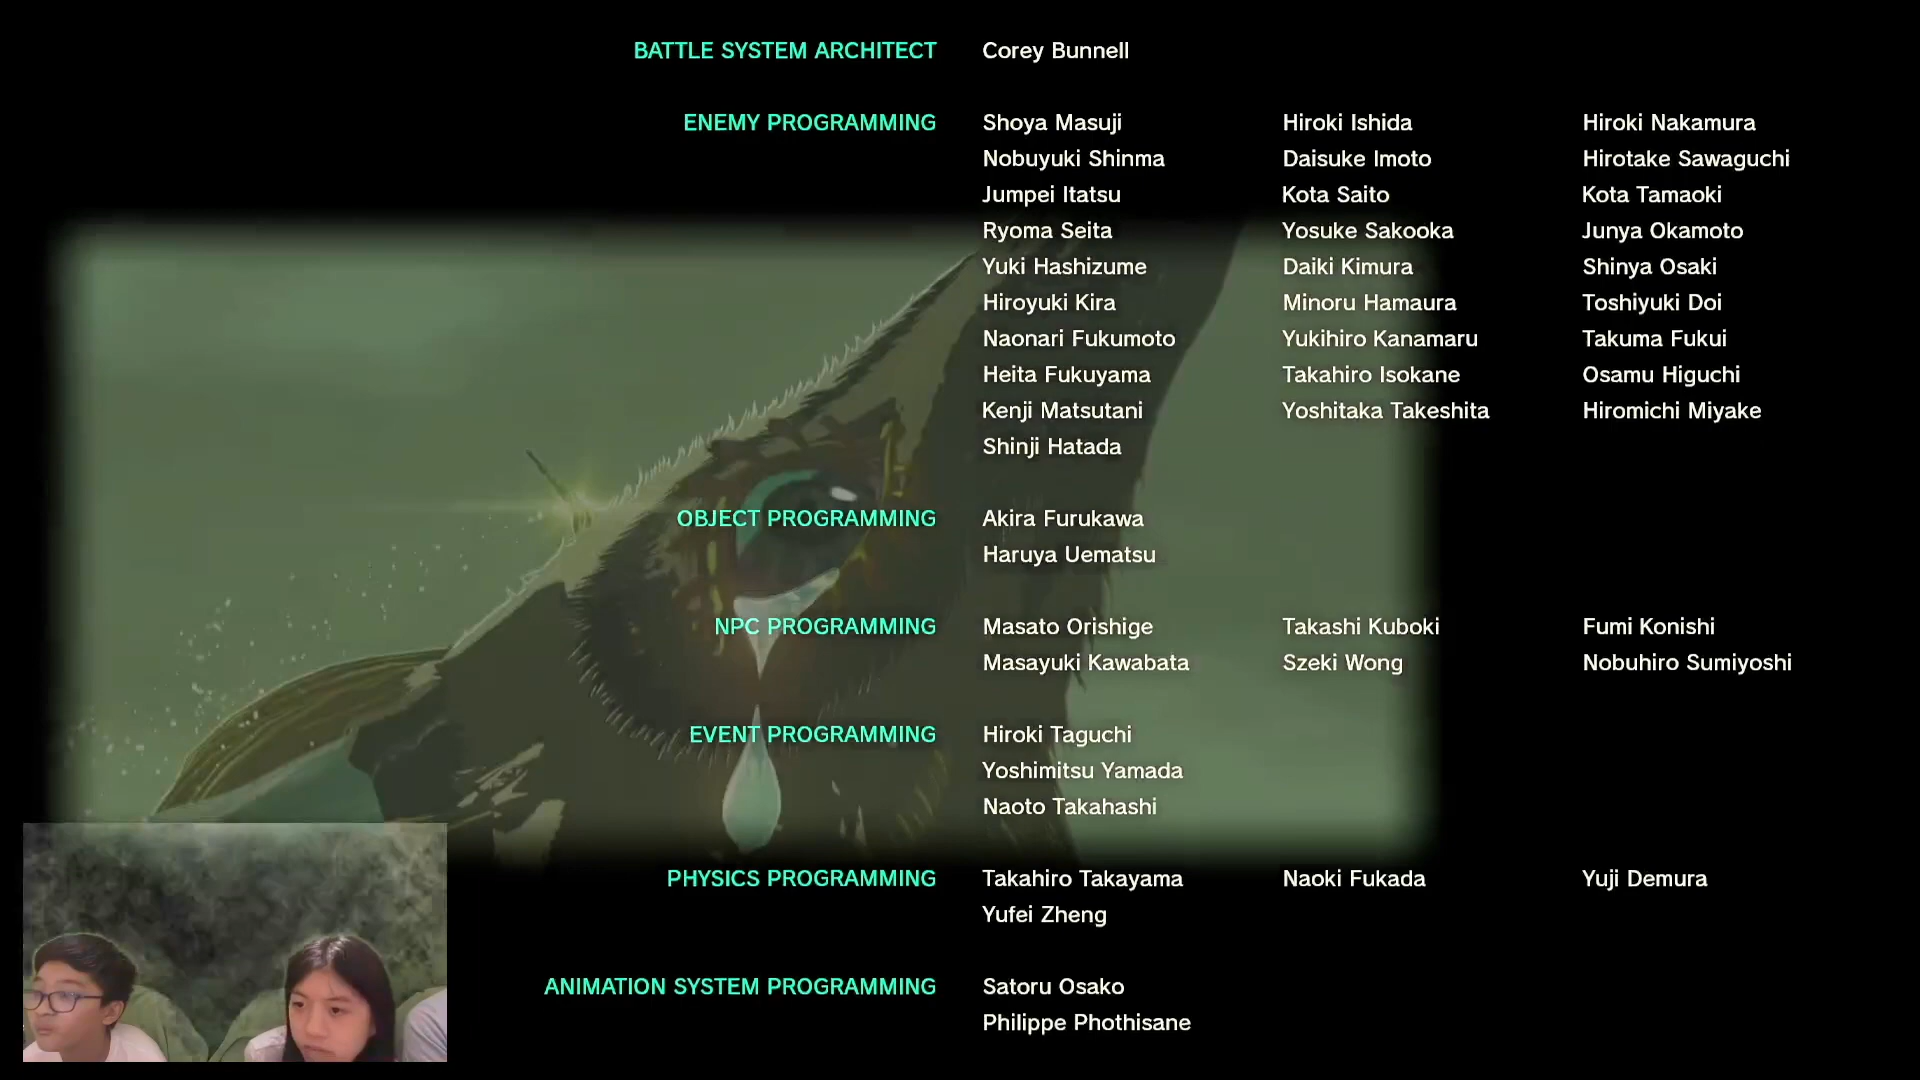 BATTLE SYSTEM ARCHITECT Corey Bunnell
ENEMY PROGRAMMING Shoya Masuji Hiroki Ishida Hiroki Nakamura
Nobuyuki Shinma Daisuke Imoto Hirotake Sawaguchi
Jumpei Itatsu Kota Saito Kota Tamaoki
Ryoma Seita Yosuke Sakooka Junya Okamoto
Yuki Hashizume Daiki Kimura Shinya Osaki
Hiroyuki Kira Minoru Hamaura Toshiyuki Doi
Naonari Fukumoto Yukihiro Kanamaru Takuma Fukui
Heita Fukuyama Takahiro Isokane Osamu Higuchi
Kenji Matsutani Yoshitaka Takeshita Hiromichi Miyake
Shinji Hatada
OBJECT PROGRAMMING Akira Furukawa
Haruya Uematsu
NPC PROGRAMMING Masato Orishige Takashi Kuboki Fumi Konishi
Masayuki Kawabata Szeki Wong Nobuhiro Sumiyoshi
EVENT PROGRAMMING Hiroki Taguchi
Yoshimitsu Yamada
Naoto Takahashi
PHYSICS PROGRAMMING Takahiro Takayama Naoki Fukada Yuji Demura
Yufei Zheng
ANIMATION SYSTEM PROGRAMMING Satoru Osako
Philippe Phothisane